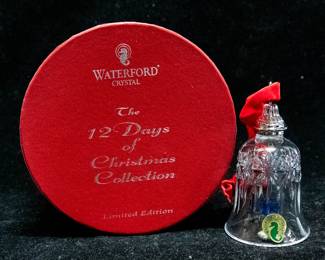 WATERFORD®
CRYSTAL
The
12 Days
of
Christmas
Collection
Limited Edition